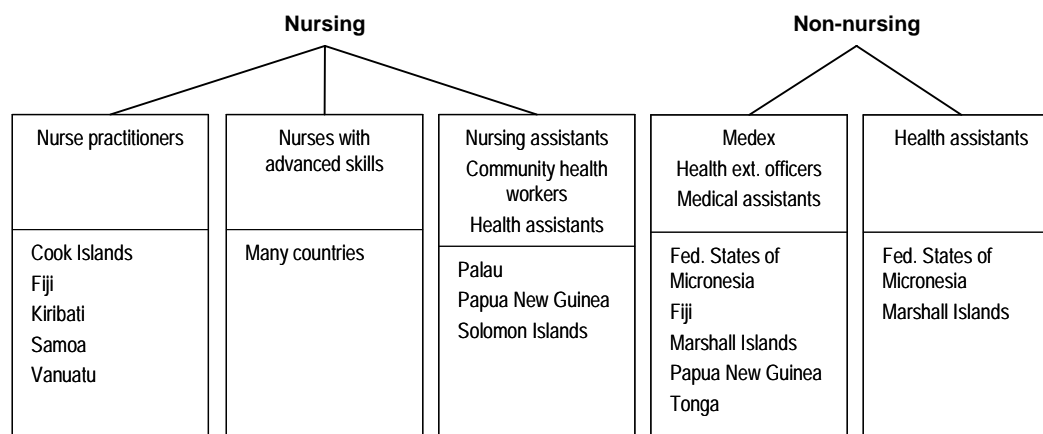 Nursing
Non-nursing
Nurse practitioners
Cook Islands
Fiji
Kiribati
Samoa
Vanuatu
Nurses with
advanced skills
Many countries
Nursing assistants
Community health
workers
Health assistants
Palau
Papua New Guinea
Solomon Islands
Medex
Health ext. officers
Medical assistants
Fed. States of
Micronesia
Fiji
Marshall Islands
Papua New Guinea
Tonga
Health assistants
Fed. States of
Micronesia
Marshall Islands